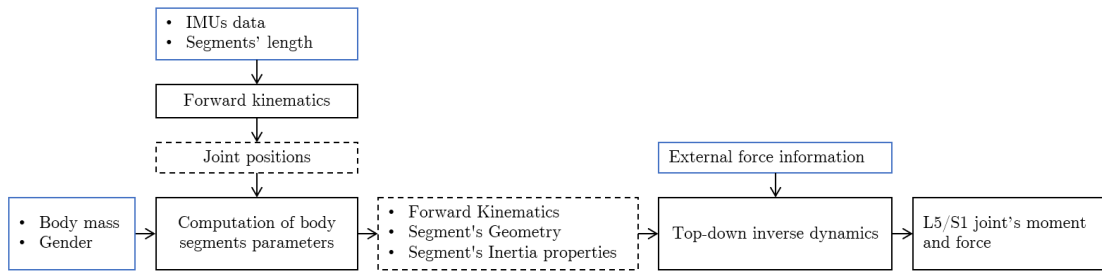 • IMUs data
• Segments' length
Forward kinematics
Joint positions
External force information
• Body mass
• Gender
Computation of body
segments parameters
• Forward Kinematics
• Segment's Geometry
• Segment's Inertia properties
Top-down inverse dynamics
L5/S1 joint's moment
and force